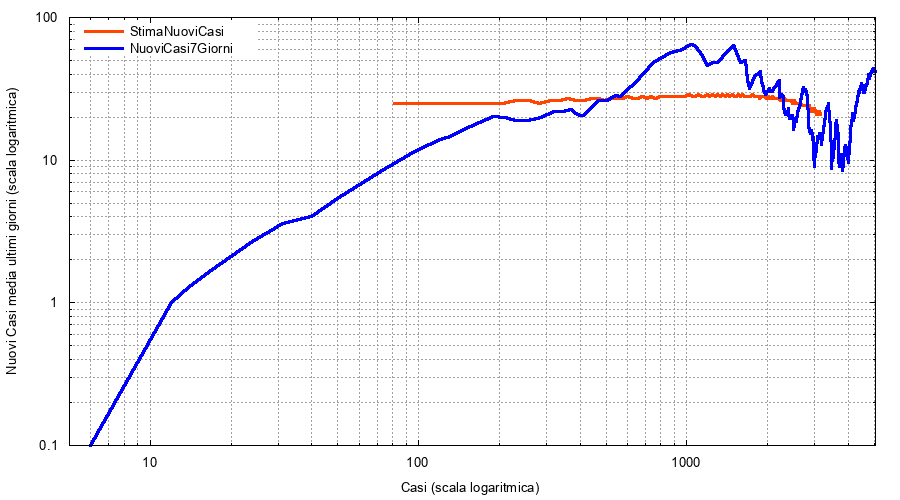 100
StimaNuoviCasi
NuoviCasi7Giorni
10
1
0.1
10
100
1000
Nuovi Casi media ultimi giorni (scala logaritmica)
Casi (scala logaritmica)